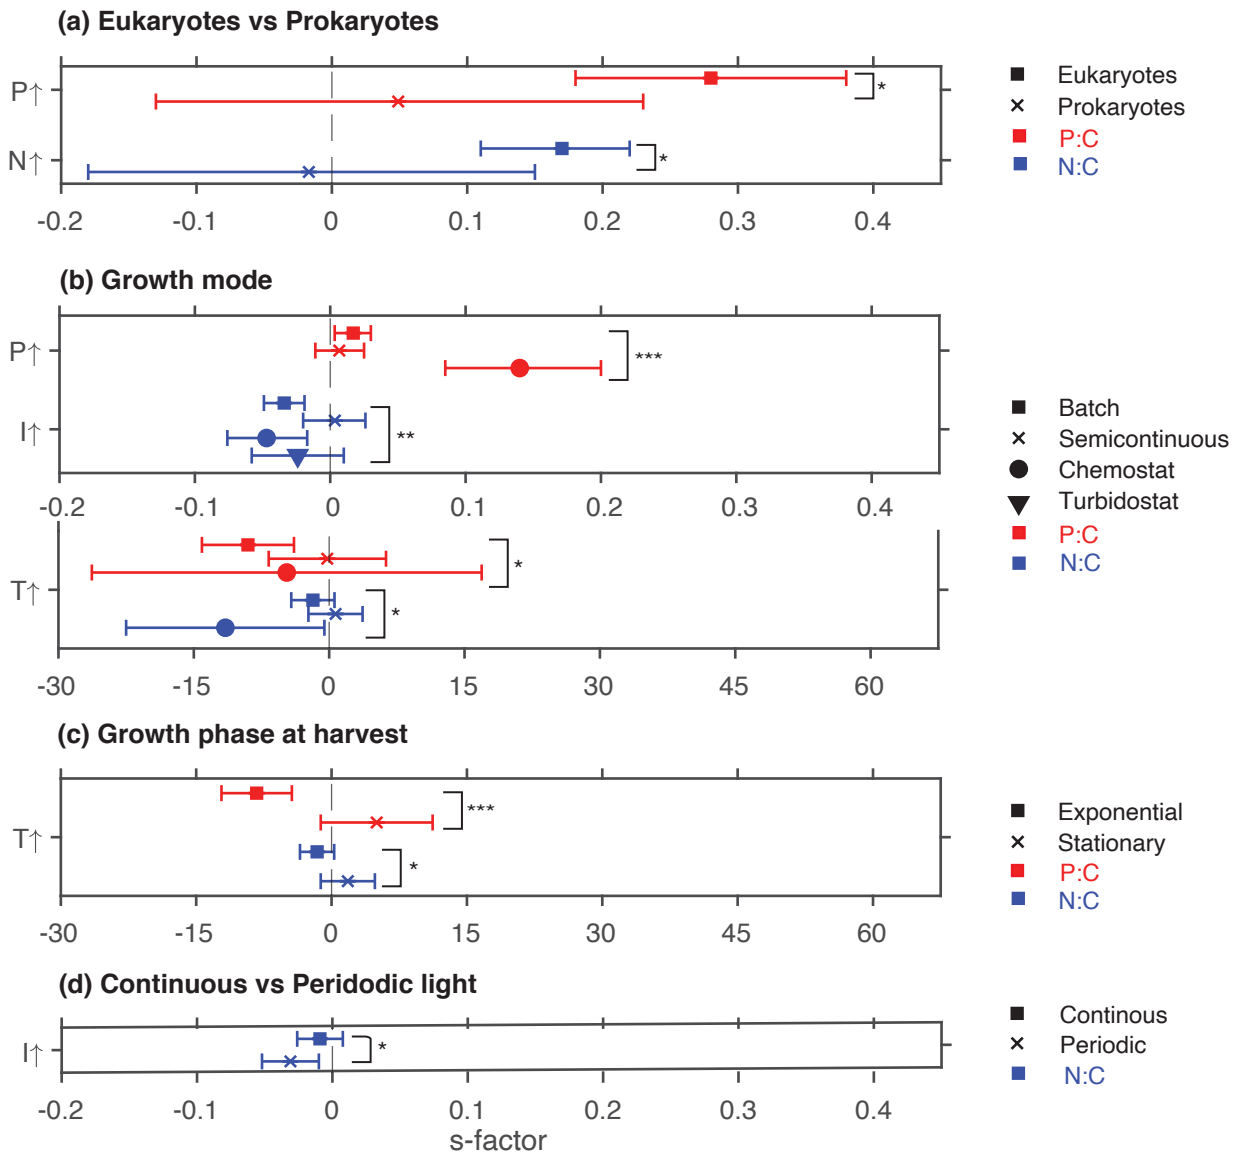 (a) Eukaryotes vs Prokaryotes
P↑
*
N↑
*
-0.2 -0.1 0 0.1 0.2 0.3 0.4
Eukaryotes
Prokaryotes
P:C
N:C
(b) Growth mode
P↑
***
I↑
**
-0.2 -0.1 0 0.1 0.2 0.3 0.4
T↑
*
*
-30 -15 0 15 30 45 60
Batch
Semicontinuous
Chemostat
Turbidostat
P:C
N:C
(c) Growth phase at harvest
***
T↑
*
-30 -15 0 15 30 45 60
Exponential
Stationary
P:C
N:C
(d) Continuous vs Peridodic light
I↑
*
-0.2 -0.1 0 0.1 0.2 0.3 0.4
s-factor
Continous
Periodic
N:C